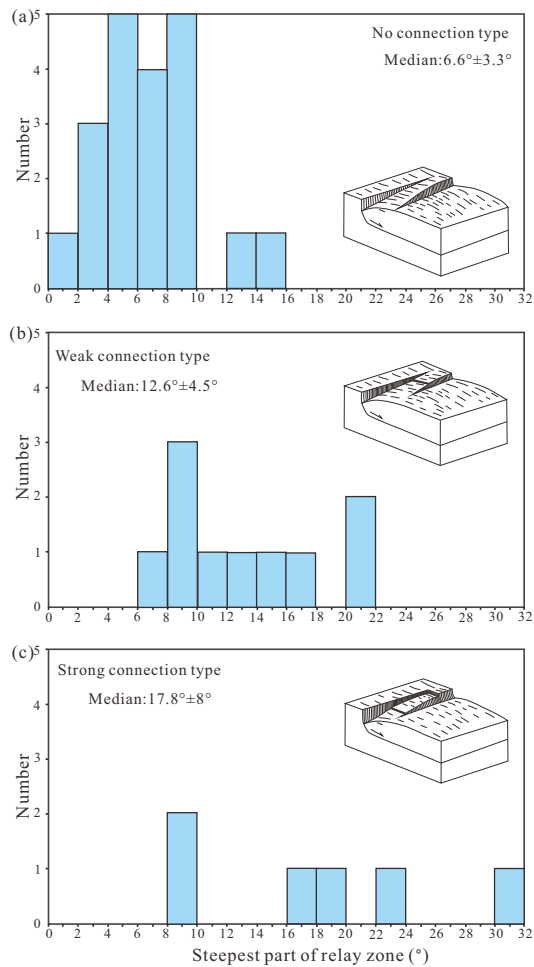 (a)
No connection type
Median:6.6°±3.3°
Number
5
4
3
2
1
0
0 2 4 6 8 10 12 14 16 18 20 22 24 26 28 30 32
(b)
Weak connection type
Median:12.6°±4.5°
Number
5
4
3
2
1
0
0 2 4 6 8 10 12 14 16 18 20 22 24 26 28 30 32
(c)
Strong connection type
Median:17.8°±8°
Number
5
4
3
2
1
0
0 2 4 6 8 10 12 14 16 18 20 22 24 26 28 30 32
Steepest part of relay zone (°)